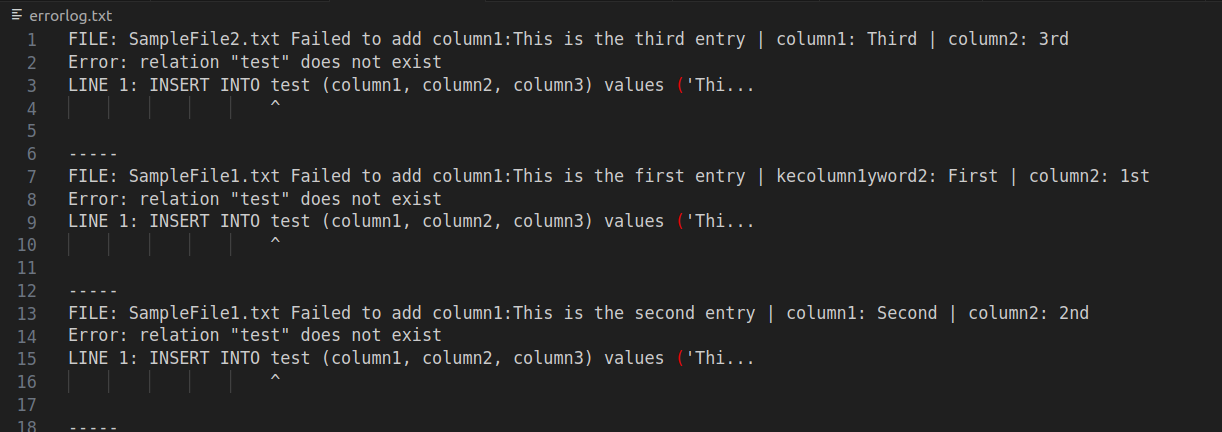 errorlog.txt
1 FILE: SampleFile2.txt Failed to add column1:This is the third entry | column1: Third | column2: 3rd
2 Error: relation "test" does not exist
3 LINE 1: INSERT INTO test (column1, column2, column3) values ('Thi...
4 ^
5
6 -----
7 FILE: SampleFile1.txt Failed to add column1:This is the first entry | kecolumn1yword2: First | column2: 1st
8 Error: relation "test" does not exist
9 LINE 1: INSERT INTO test (column1, column2, column3) values ('Thi...
10 ^
11
12 -----
13 FILE: SampleFile1.txt Failed to add column1:This is the second entry | column1: Second | column2: 2nd
14 Error: relation "test" does not exist
15 LINE 1: INSERT INTO test (column1, column2, column3) values ('Thi...
16 ^
17
18 -----